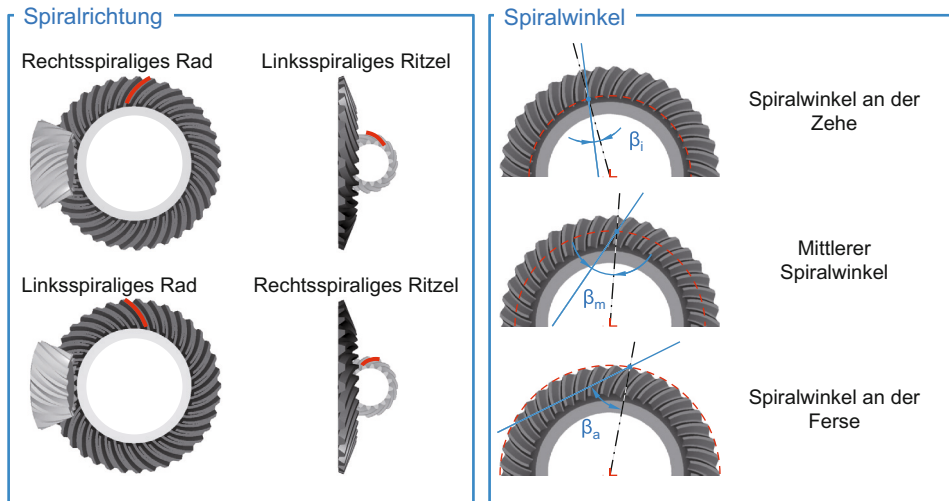 Spiralrichtung
Rechtsspiraliges Rad
Linksspiraliges Ritzel
Linksspiraliges Rad
Rechtsspiraliges Ritzel
Spiralwinkel
βi
Spiralwinkel an der
Zehe
βm
Mittlerer
Spiralwinkel
βa
Spiralwinkel an der
Ferse